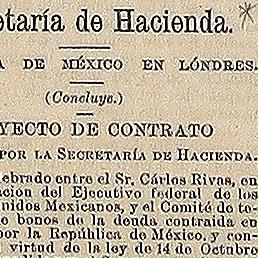 etaría de Hacienda.
A DE MÉXICO EN LÓNDRES.
(Concluye.)
YECTO DE CONTRATO
POR LA SECRETARÍA DE HACIENDA.
lebrado entre el Sr. Cárlos Rivas, en
acion del Ejecutivo federal de los
nidos Mexicanos, y el Comité de te-
e bonos de la deuda contraida en
por la República de México, y con-
virtud de la ley de 14 de Octubre